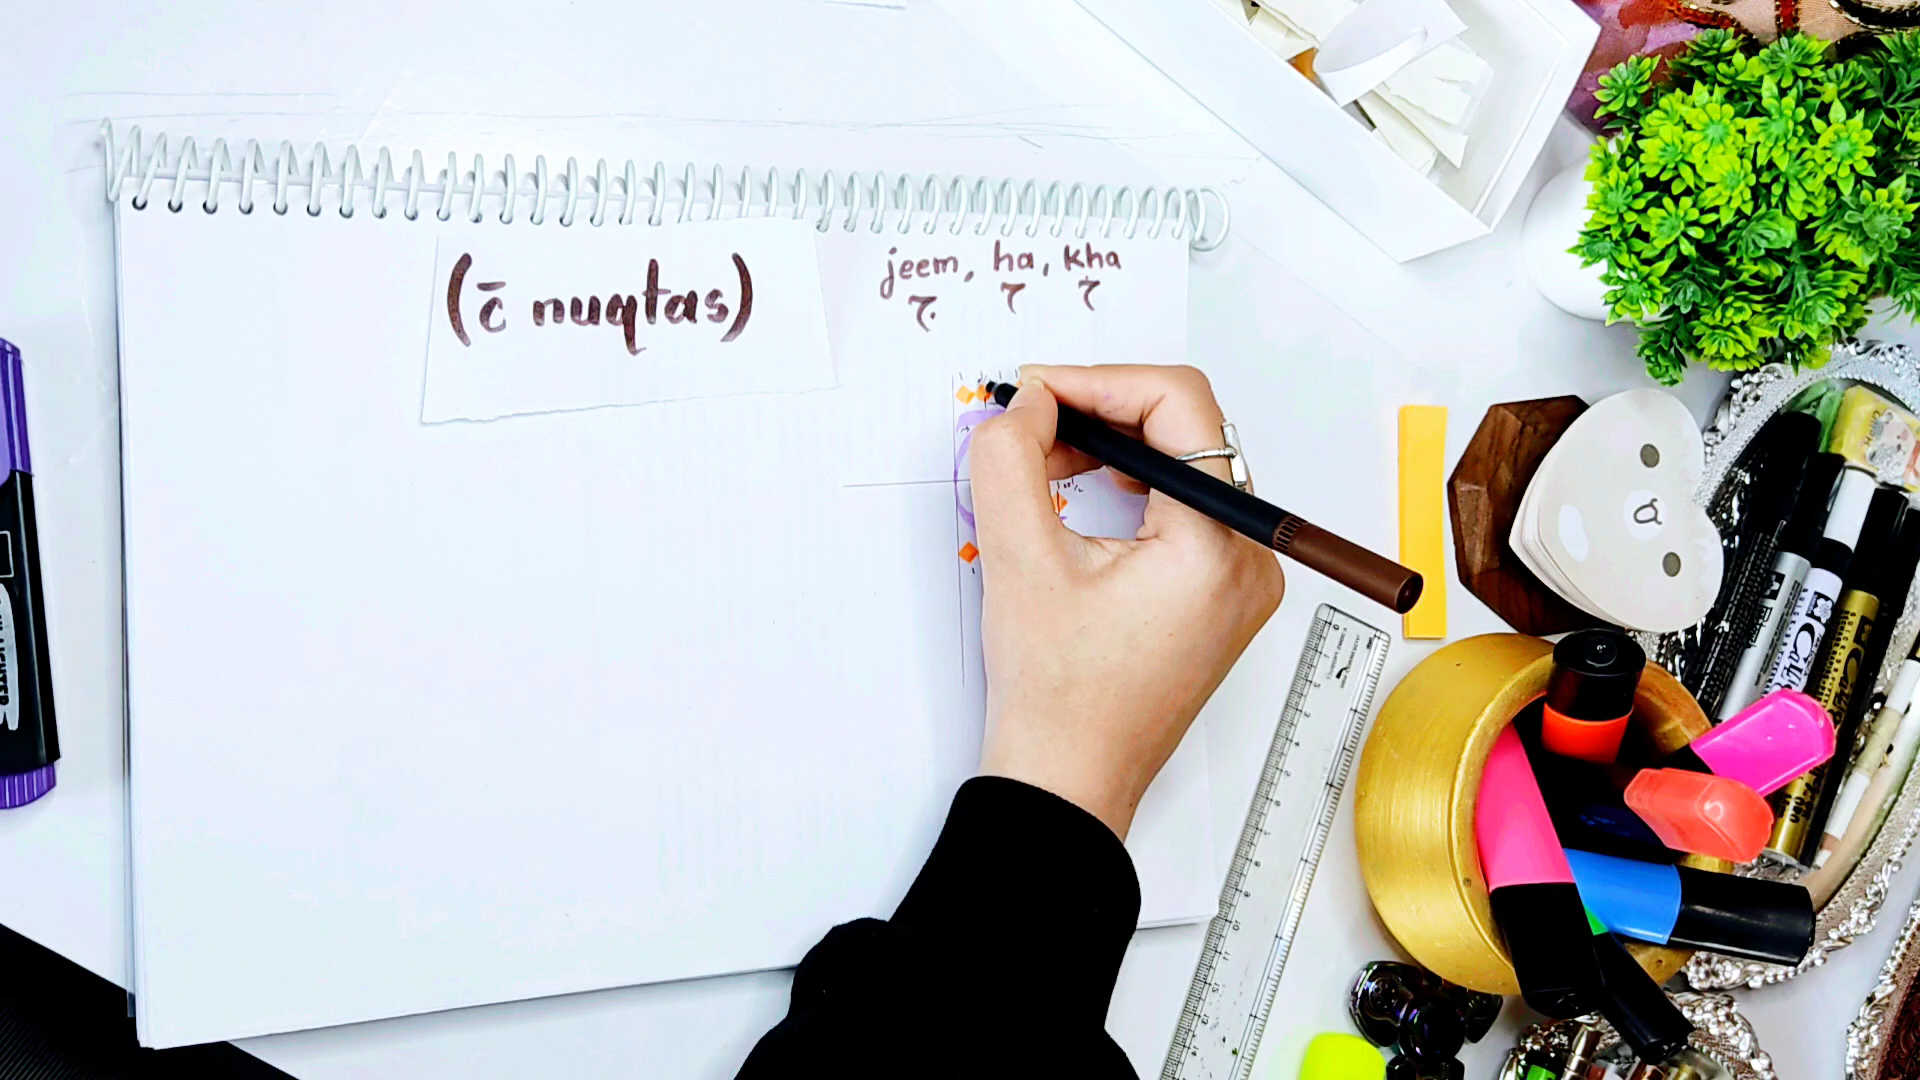 (c̄ nuqtas)
jeem, ha, kha
ج ح خ